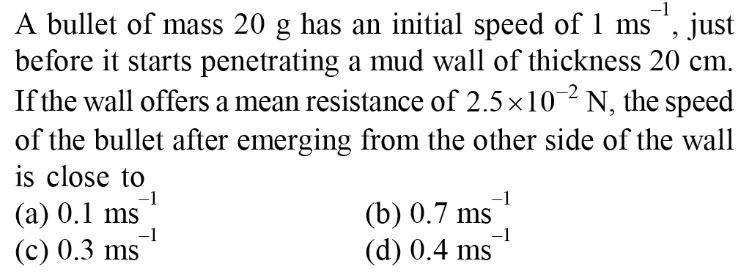 A bullet of mass 20 g has an initial speed of 1 ms⁻¹, just
before it starts penetrating a mud wall of thickness 20 cm.
If the wall offers a mean resistance of 2.5×10⁻² N, the speed
of the bullet after emerging from the other side of the wall
is close to
(a) 0.1 ms⁻¹ (b) 0.7 ms⁻¹
(c) 0.3 ms⁻¹ (d) 0.4 ms⁻¹